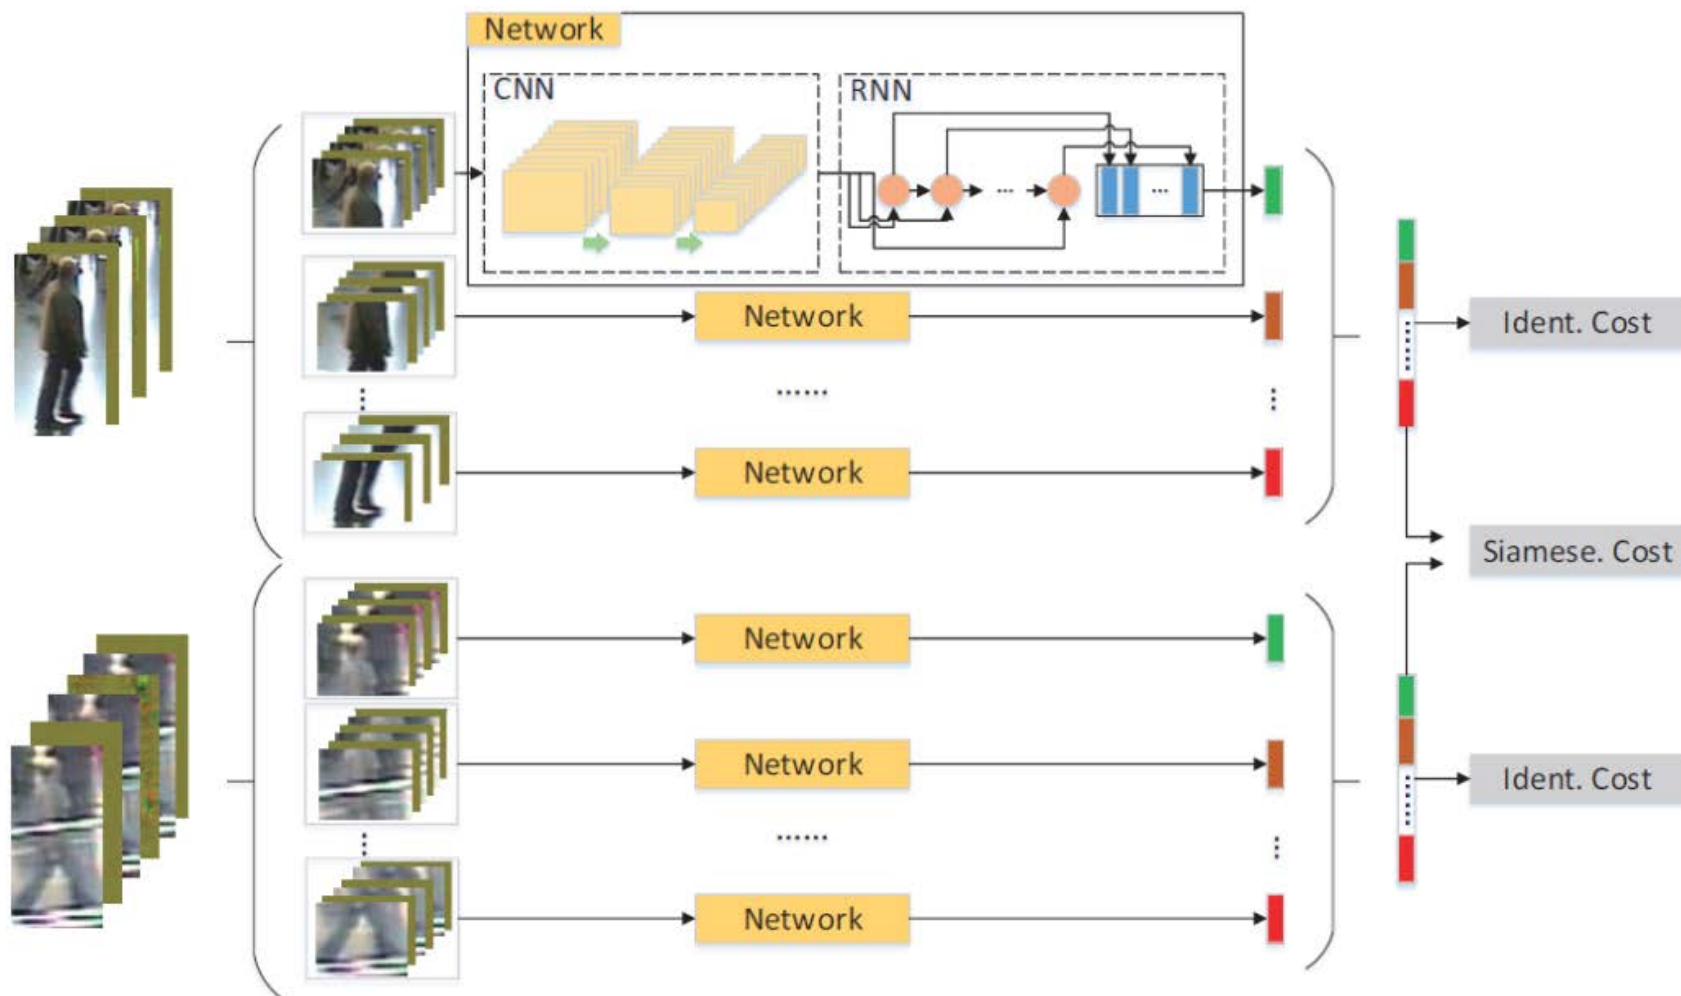 Network
CNN
RNN
...
...
Network
Ident. Cost
......
Network
Siamese. Cost
Network
Network
Ident. Cost
......
Network